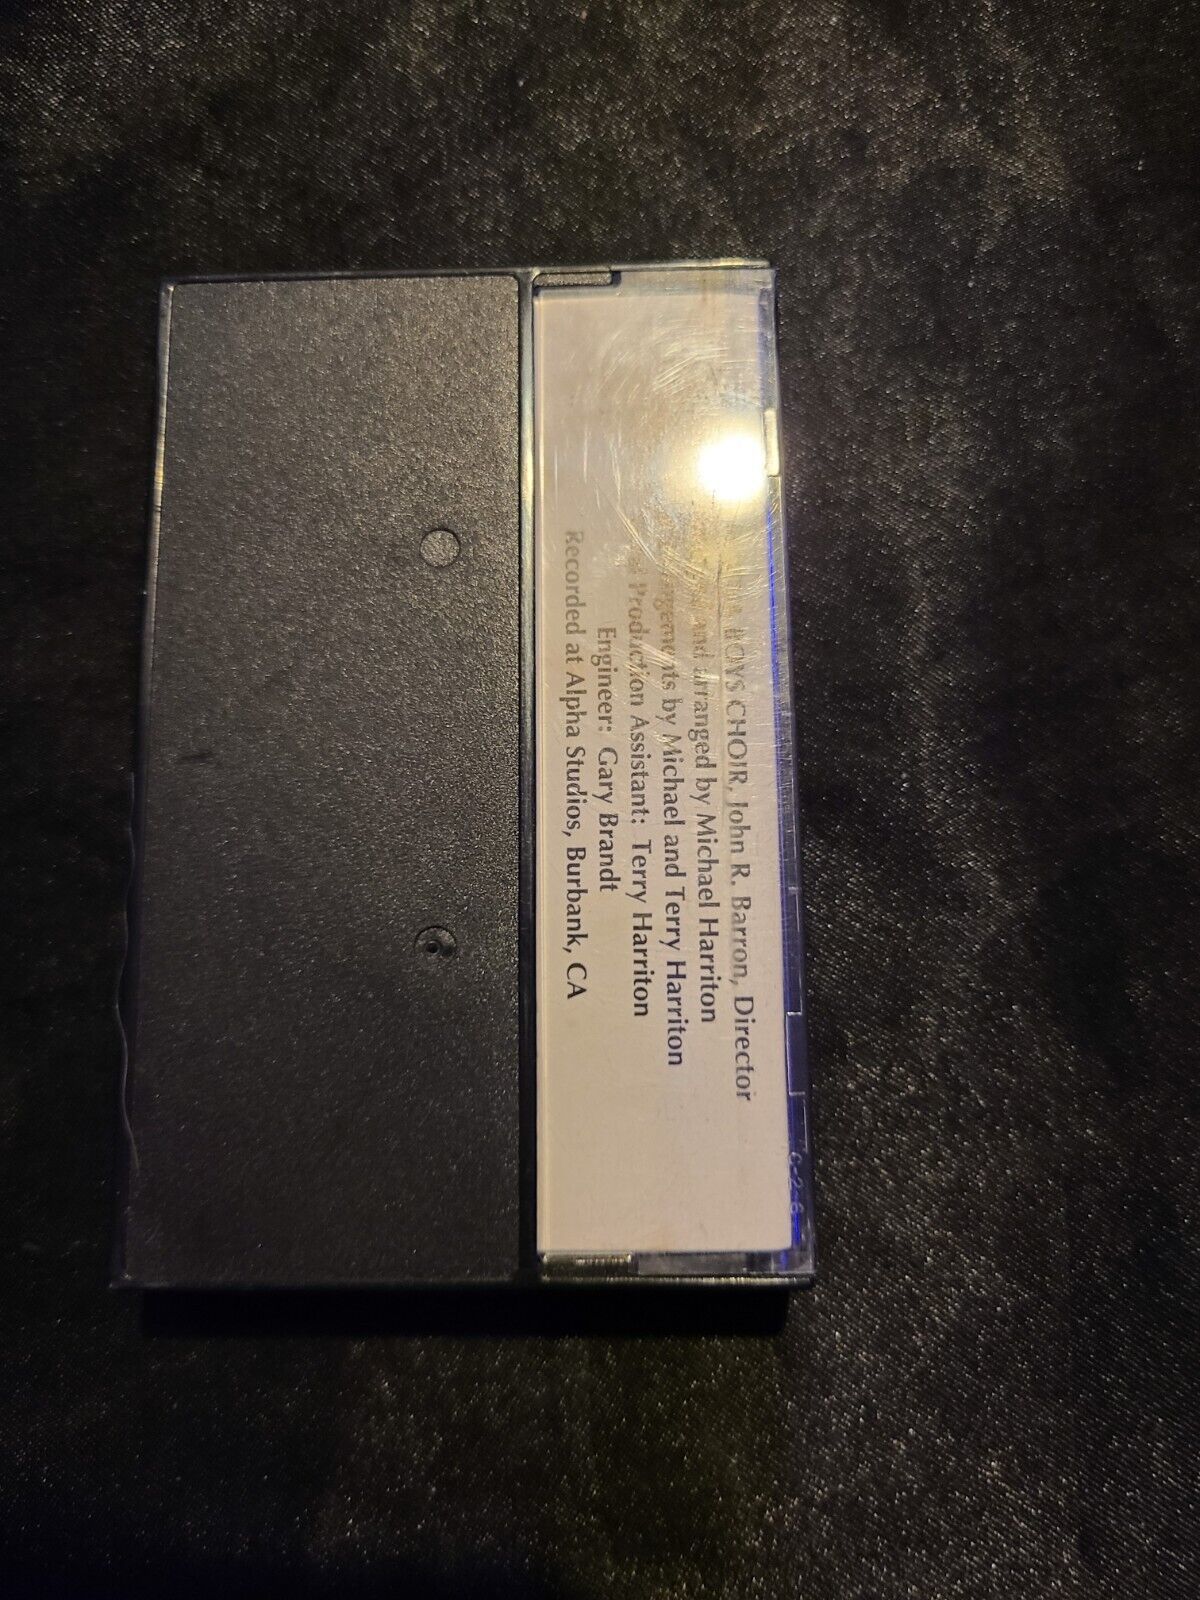 BOYS CHOIR, John R. Barron, Director
and arranged by Michael Harriton
by Michael and Terry Harriton
Production Assistant: Terry Harriton
Engineer: Gary Brandt
Recorded at Alpha Studios, Burbank, CA